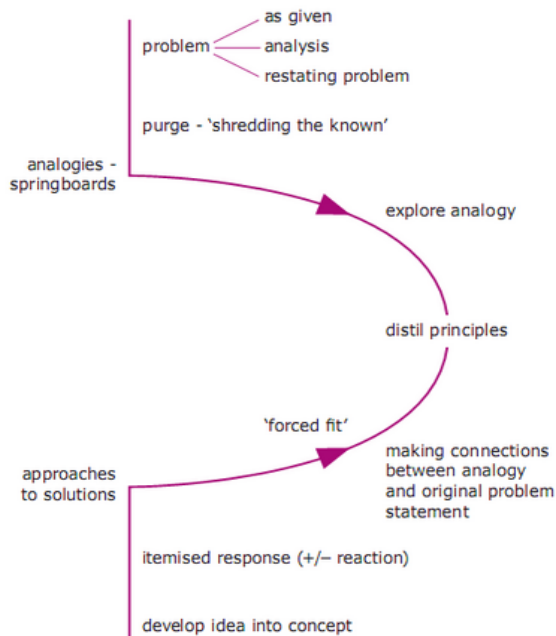 as given
problem
analysis
restating problem
purge - ‘shredding the known’
analogies -
springboards
explore analogy
distil principles
‘forced fit’
making connections
between analogy
and original problem
statement
approaches
to solutions
itemised response (+/– reaction)
develop idea into concept